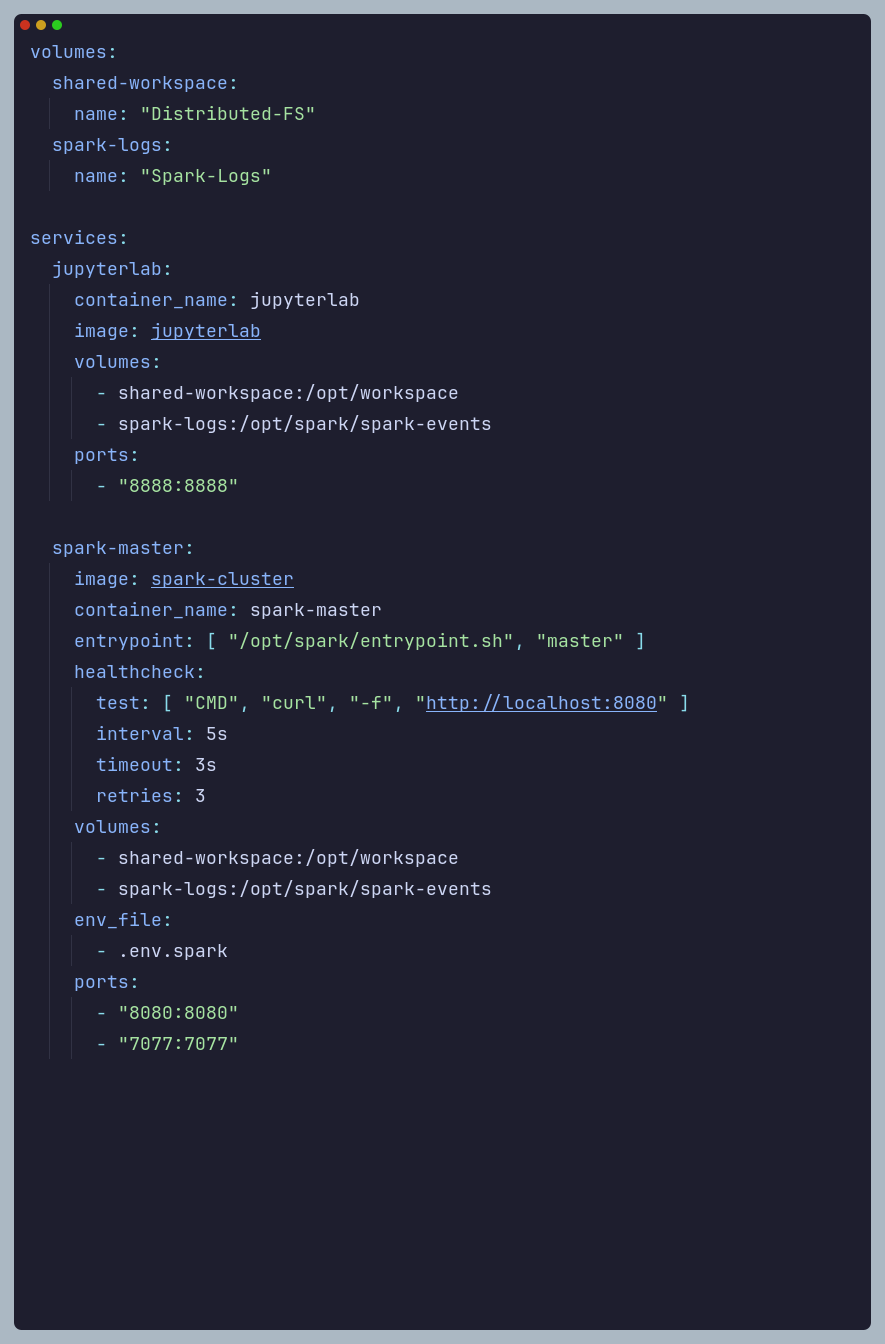 volumes:
  shared-workspace:
    name: "Distributed-FS"
  spark-logs:
    name: "Spark-Logs"

services:
  jupyterlab:
    container_name: jupyterlab
    image: jupyterlab
    volumes:
      - shared-workspace:/opt/workspace
      - spark-logs:/opt/spark/spark-events
    ports:
      - "8888:8888"

  spark-master:
    image: spark-cluster
    container_name: spark-master
    entrypoint: [ "/opt/spark/entrypoint.sh", "master" ]
    healthcheck:
      test: [ "CMD", "curl", "-f", "http://localhost:8080" ]
      interval: 5s
      timeout: 3s
      retries: 3
    volumes:
      - shared-workspace:/opt/workspace
      - spark-logs:/opt/spark/spark-events
    env_file:
      - .env.spark
    ports:
      - "8080:8080"
      - "7077:7077"